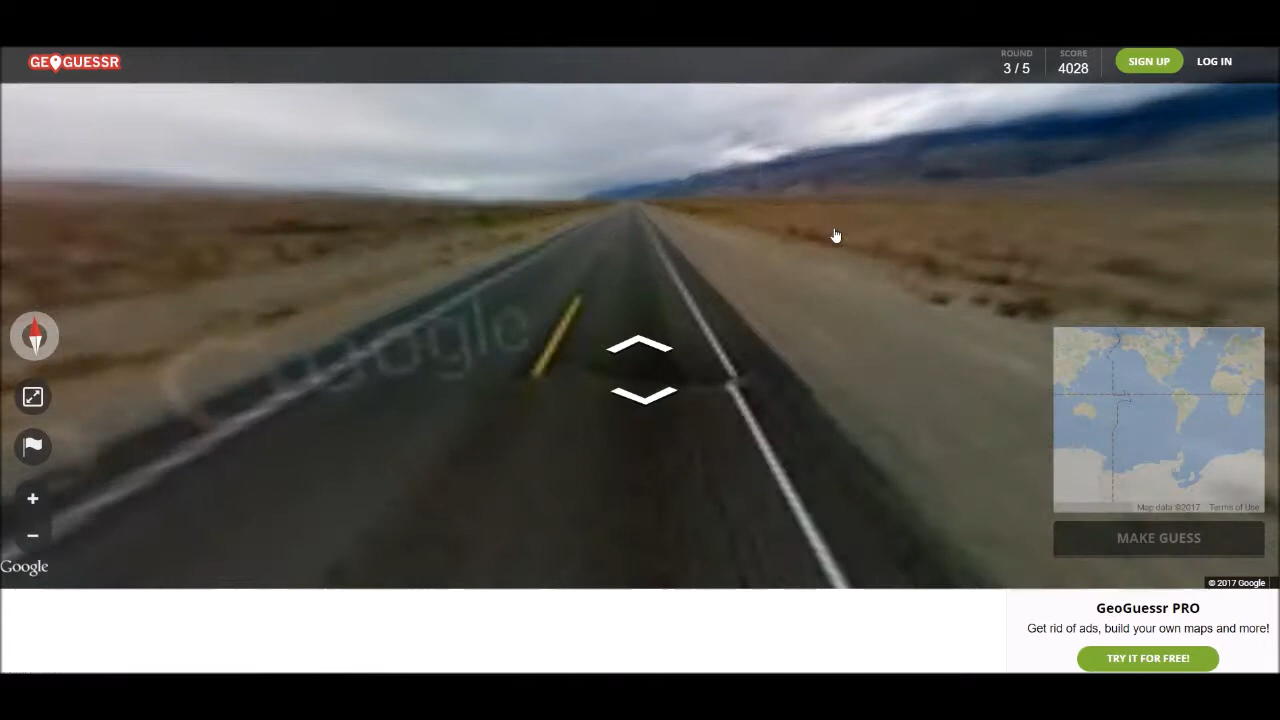 GEOGUESSR
ROUND
3 / 5
SCORE
4028
SIGN UP
LOG IN
Google
Map data ©2017 Terms of Use
MAKE GUESS
Google
© 2017 Google
GeoGuessr PRO
Get rid of ads, build your own maps and more!
TRY IT FOR FREE!